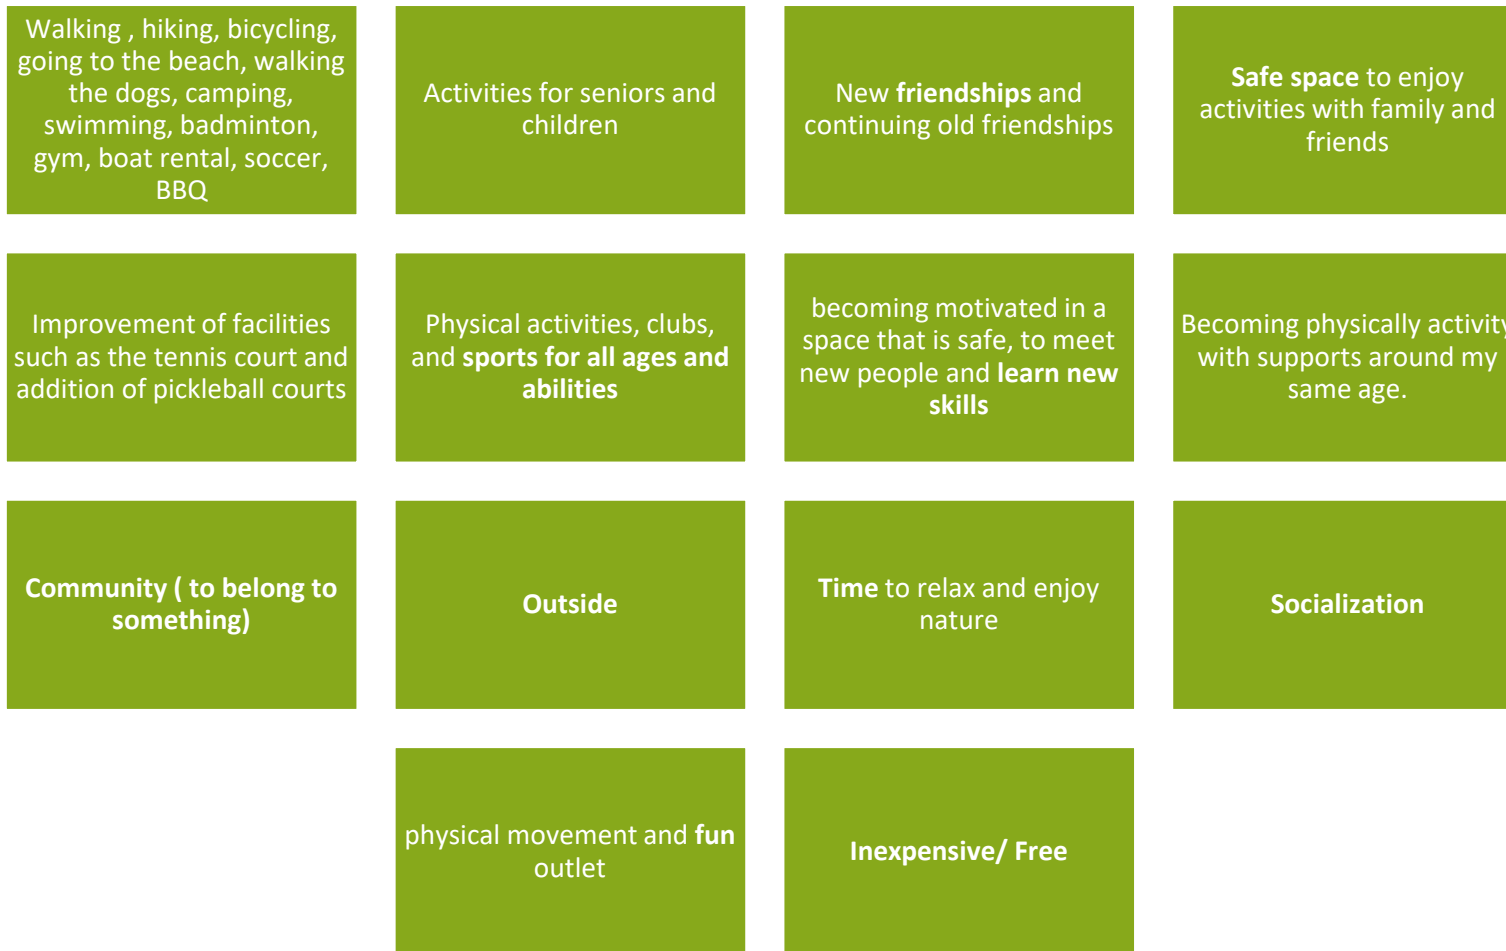 Walking , hiking, bicycling,
going to the beach, walking
the dogs, camping,
swimming, badminton,
gym, boat rental, soccer,
BBQ
Activities for seniors and
children
New friendships and
continuing old friendships
Safe space to enjoy
activities with family and
friends
Improvement of facilities
such as the tennis court and
addition of pickleball courts
Physical activities, clubs,
and sports for all ages and
abilities
becoming motivated in a
space that is safe, to meet
new people and learn new
skills
Becoming physically activity
with supports around my
same age.
Community ( to belong to
something)
Outside
Time to relax and enjoy
nature
Socialization
physical movement and fun
outlet
Inexpensive/ Free